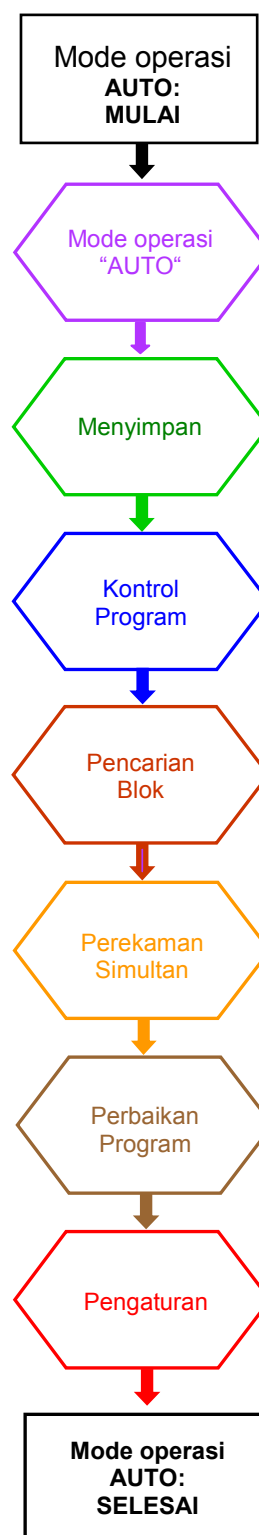 Mode operasi
AUTO:
MULAI
Mode operasi
“AUTO“
Menyimpan
Kontrol
Program
Pencarian
Blok
Perekaman
Simultan
Perbaikan
Program
Pengaturan
Mode operasi
AUTO:
SELESAI